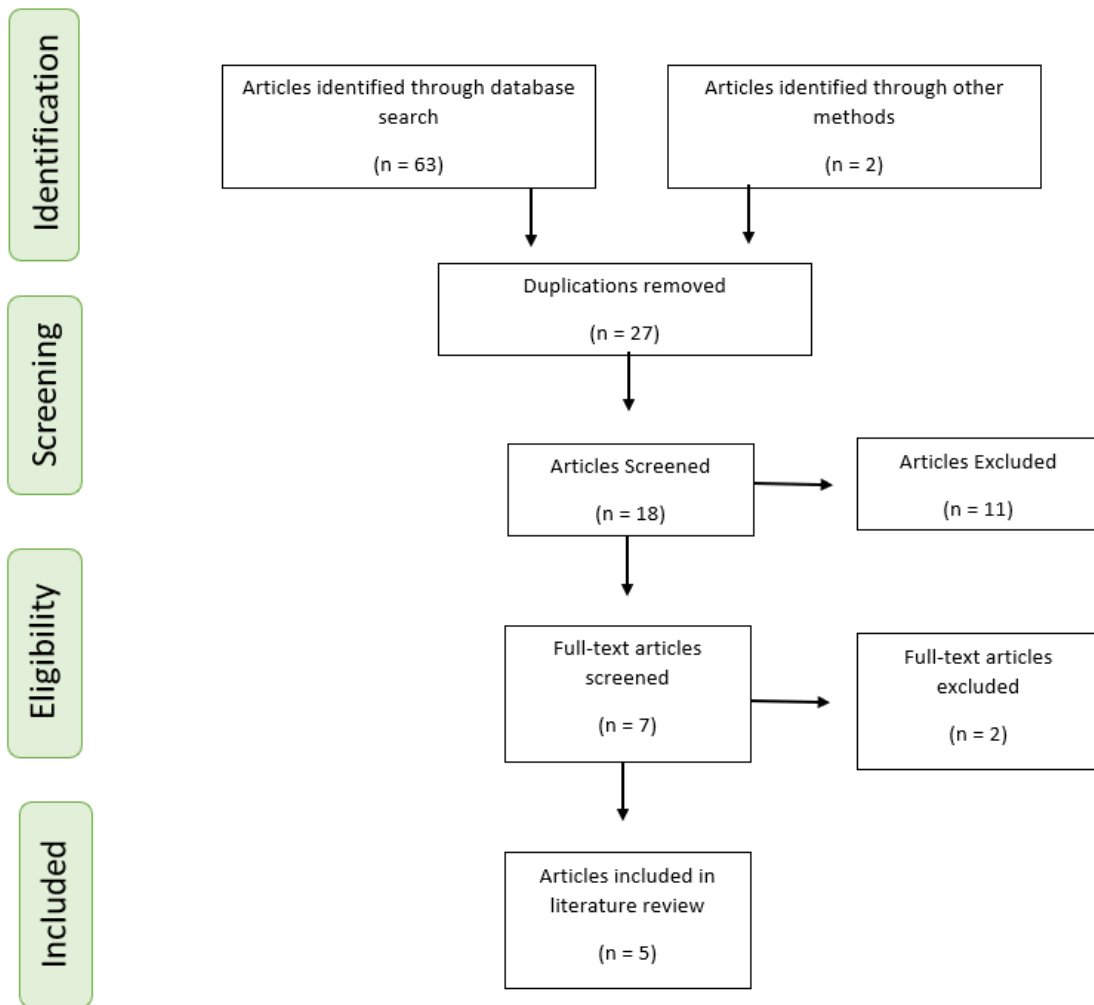 Identification
Articles identified through database
search
(n = 63)
Articles identified through other
methods
(n = 2)
Duplications removed
(n = 27)
Screening
Articles Screened
(n = 18)
Articles Excluded
(n = 11)
Eligibility
Full-text articles
screened
(n = 7)
Full-text articles
excluded
(n = 2)
Included
Articles included in
literature review
(n = 5)